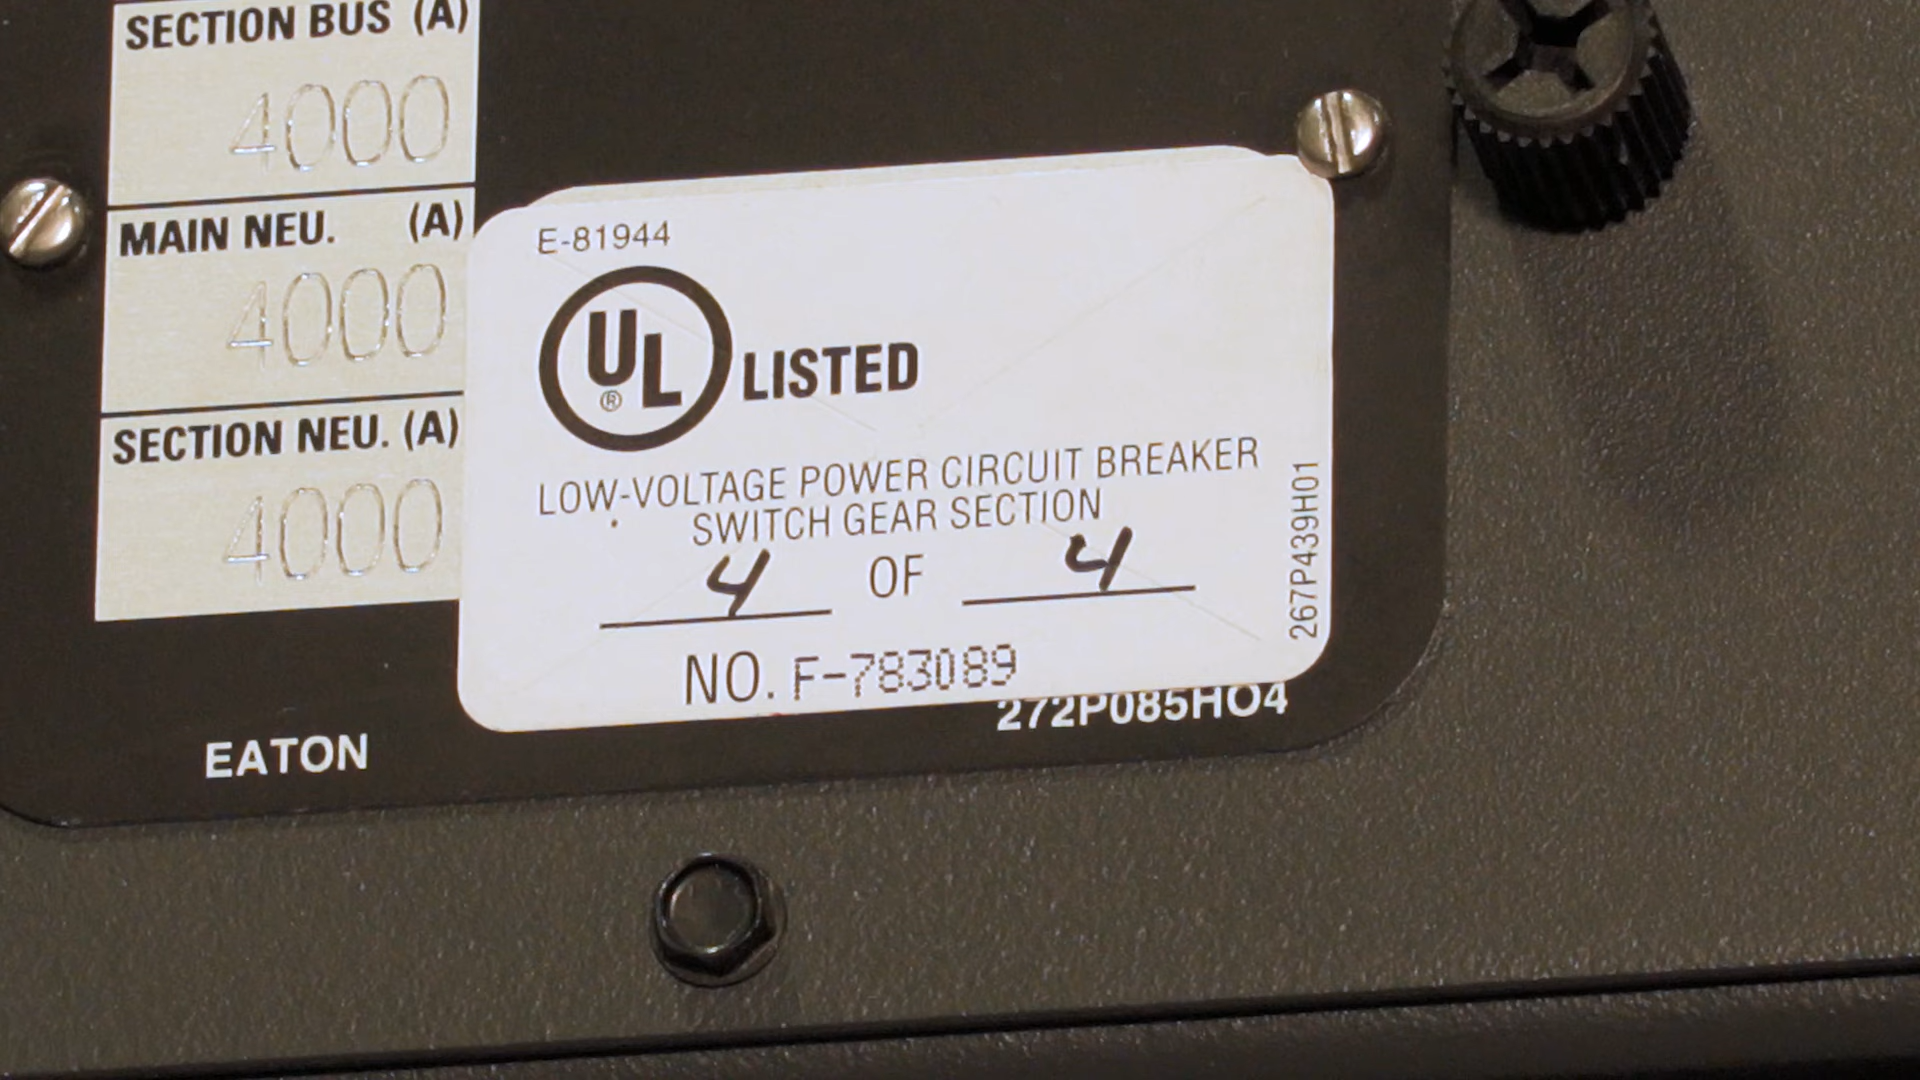 SECTION BUS (A)
4000
MAIN NEU. (A)
4000
SECTION NEU. (A)
4000
E-81944
UL
®
LISTED
LOW-VOLTAGE POWER CIRCUIT BREAKER
SWITCH GEAR SECTION
4 OF 4
NO. F-783089
267P439H01
272P085H04
EATON